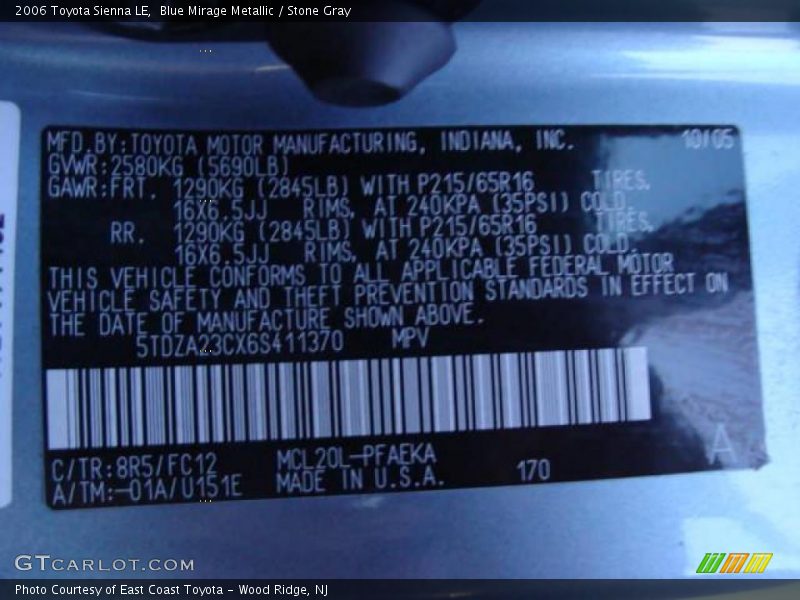 2006 Toyota Sienna LE,  Blue Mirage Metallic / Stone Gray
MFD.BY:TOYOTA MOTOR MANUFACTURING, INDIANA, INC. 10/05
GVWR:2580KG (5690LB)
GAWR:FRT. 1290KG (2845LB) WITH P215/65R16 TIRES,
16X6.5JJ RIMS, AT 240KPA (35PSI) COLD.
RR. 1290KG (2845LB) WITH P215/65R16 TIRES,
16X6.5JJ RIMS, AT 240KPA (35PSI) COLD.
THIS VEHICLE CONFORMS TO ALL APPLICABLE FEDERAL MOTOR
VEHICLE SAFETY AND THEFT PREVENTION STANDARDS IN EFFECT ON
THE DATE OF MANUFACTURE SHOWN ABOVE.
5TDZA23CX6S411370 MPV
C/TR:8R5/FC12 MCL20L-PFAEKA
A/TM:-01A/U151E MADE IN U.S.A. 170
A
GTCARLOT.COM
Photo Courtesy of East Coast Toyota - Wood Ridge, NJ